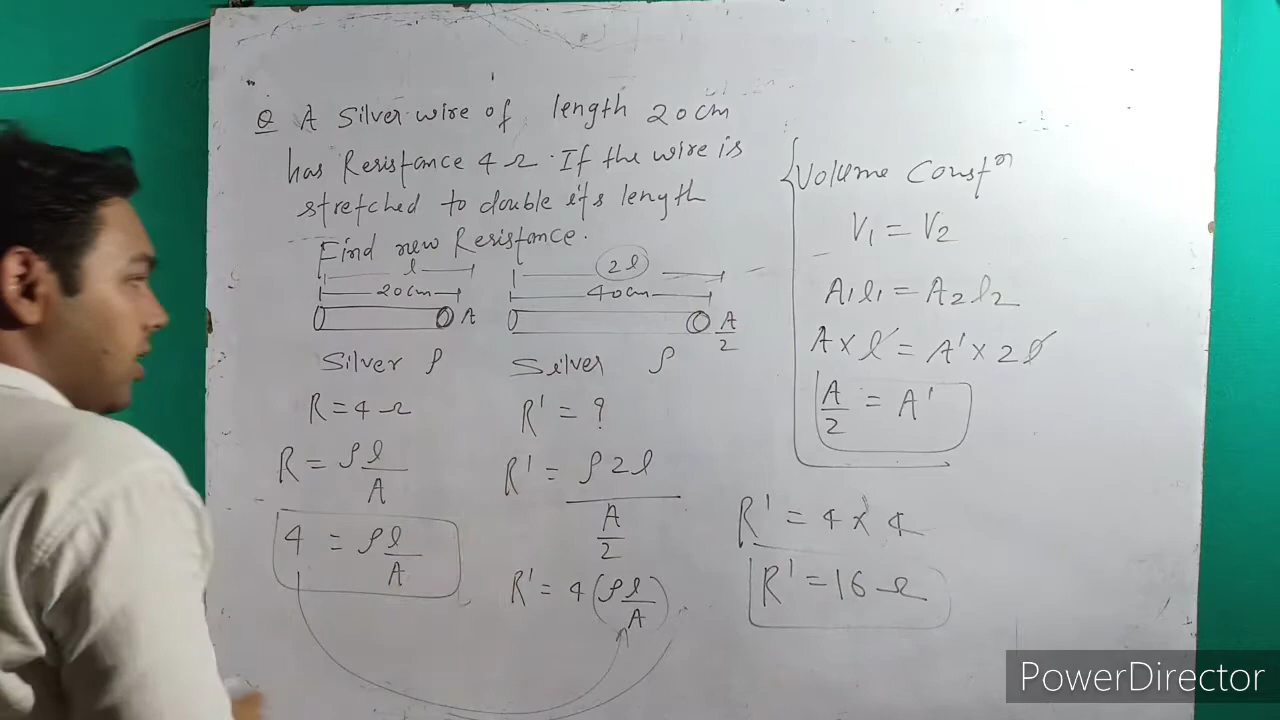 Q A Silver wire of length 20cm
has Resistance 4 Ω. If the wire is
stretched to double it's length
Find new Resistance.
l
20cm
A
Silver ρ
R = 4 Ω
R = ρl/A
4 = ρl/A
2l
40cm
A/2
Silver ρ
R' = ?
R' = ρ2l/(A/2)
R' = 4(ρl/A)
Volume Constⁿ
V₁ = V₂
A₁l₁ = A₂l₂
A × l = A' × 2l
A/2 = A'
R' = 4 × 4
R' = 16 Ω
PowerDirector